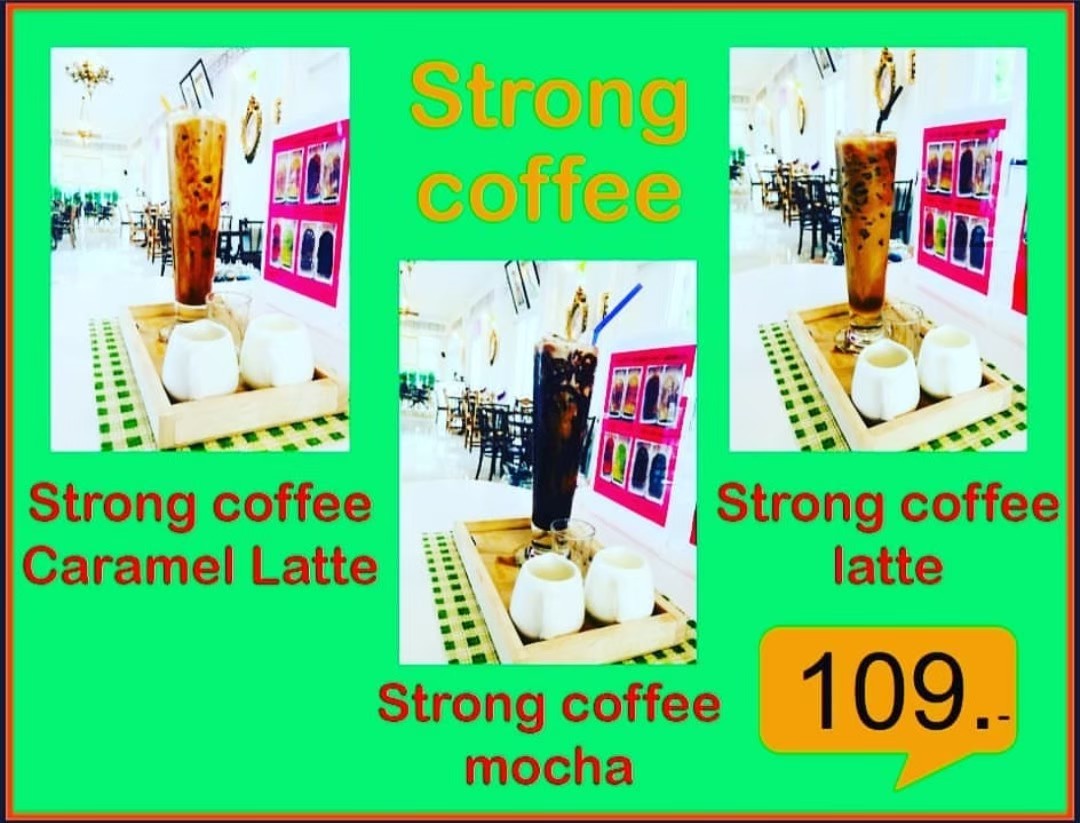 Strong
coffee
Strong coffee
Caramel Latte
Strong coffee
latte
Strong coffee
mocha
109.-